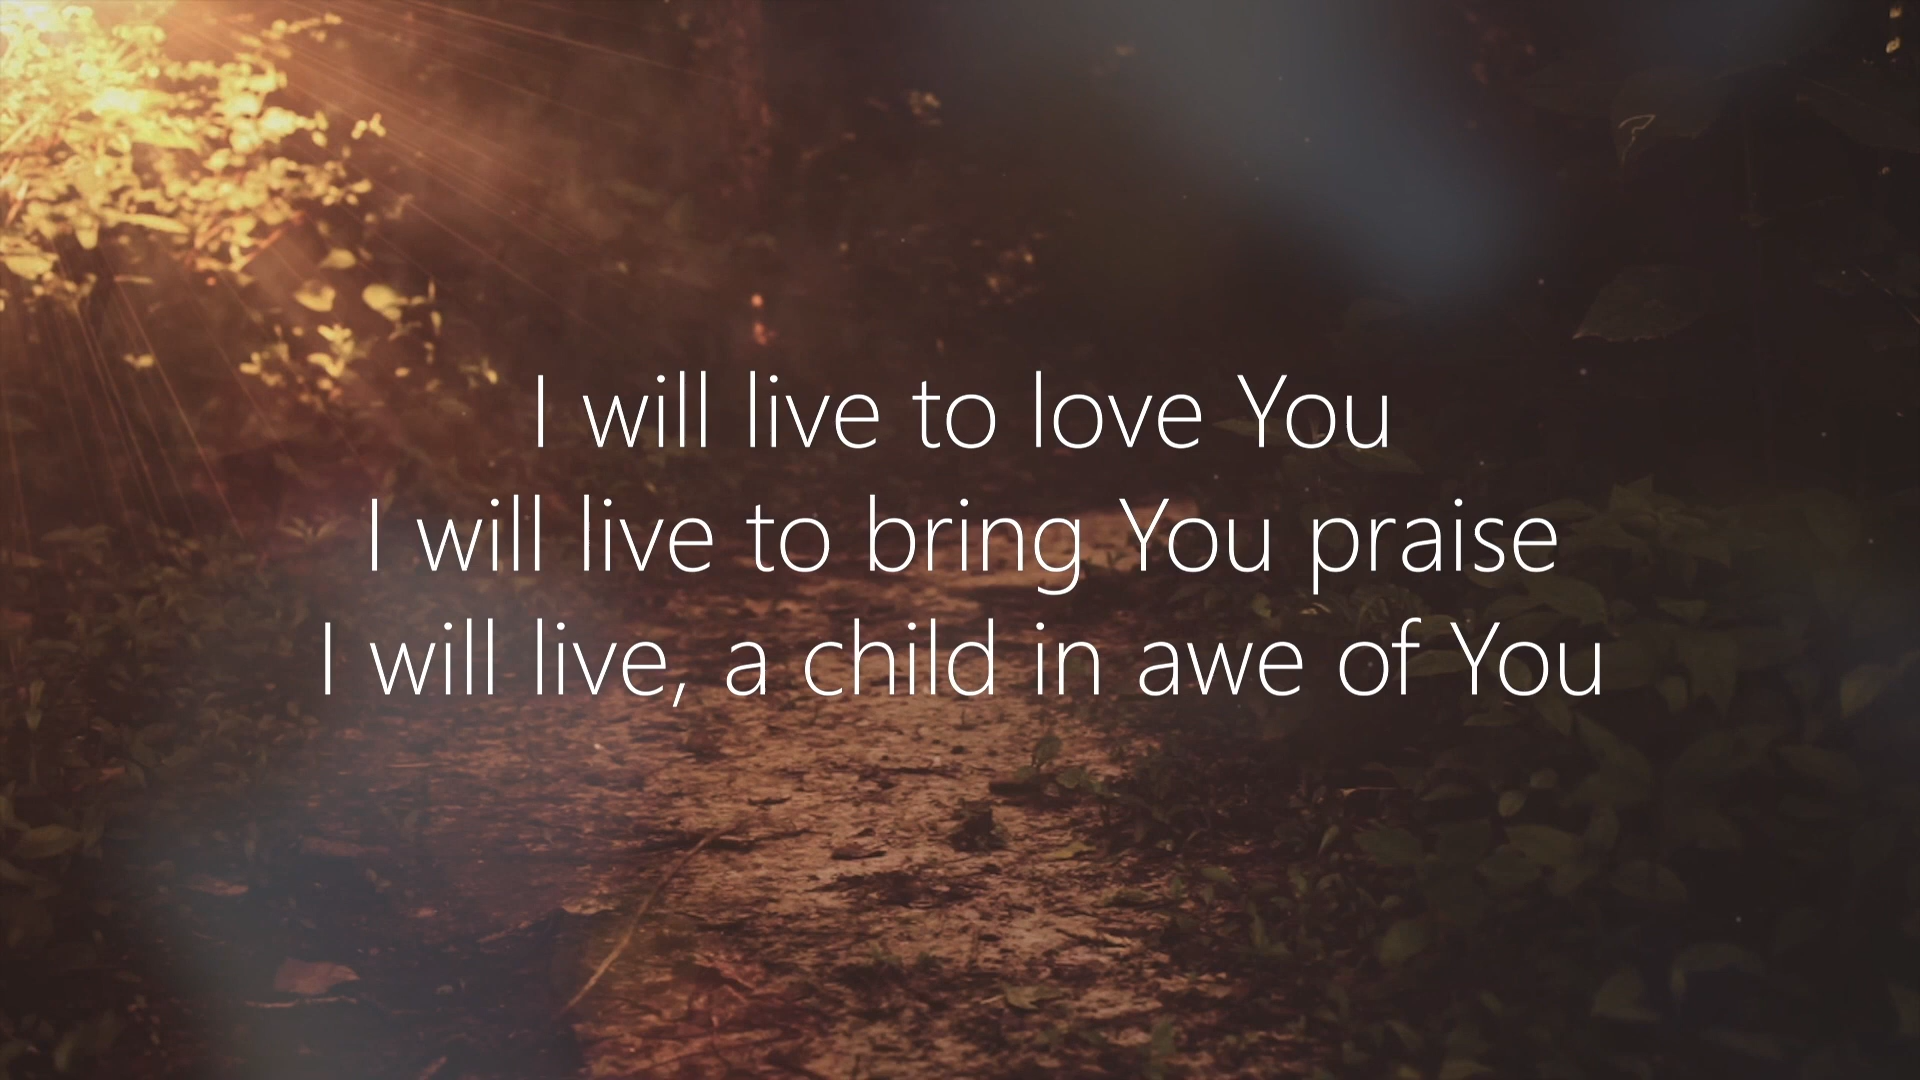 I will live to love You
I will live to bring You praise
I will live, a child in awe of You